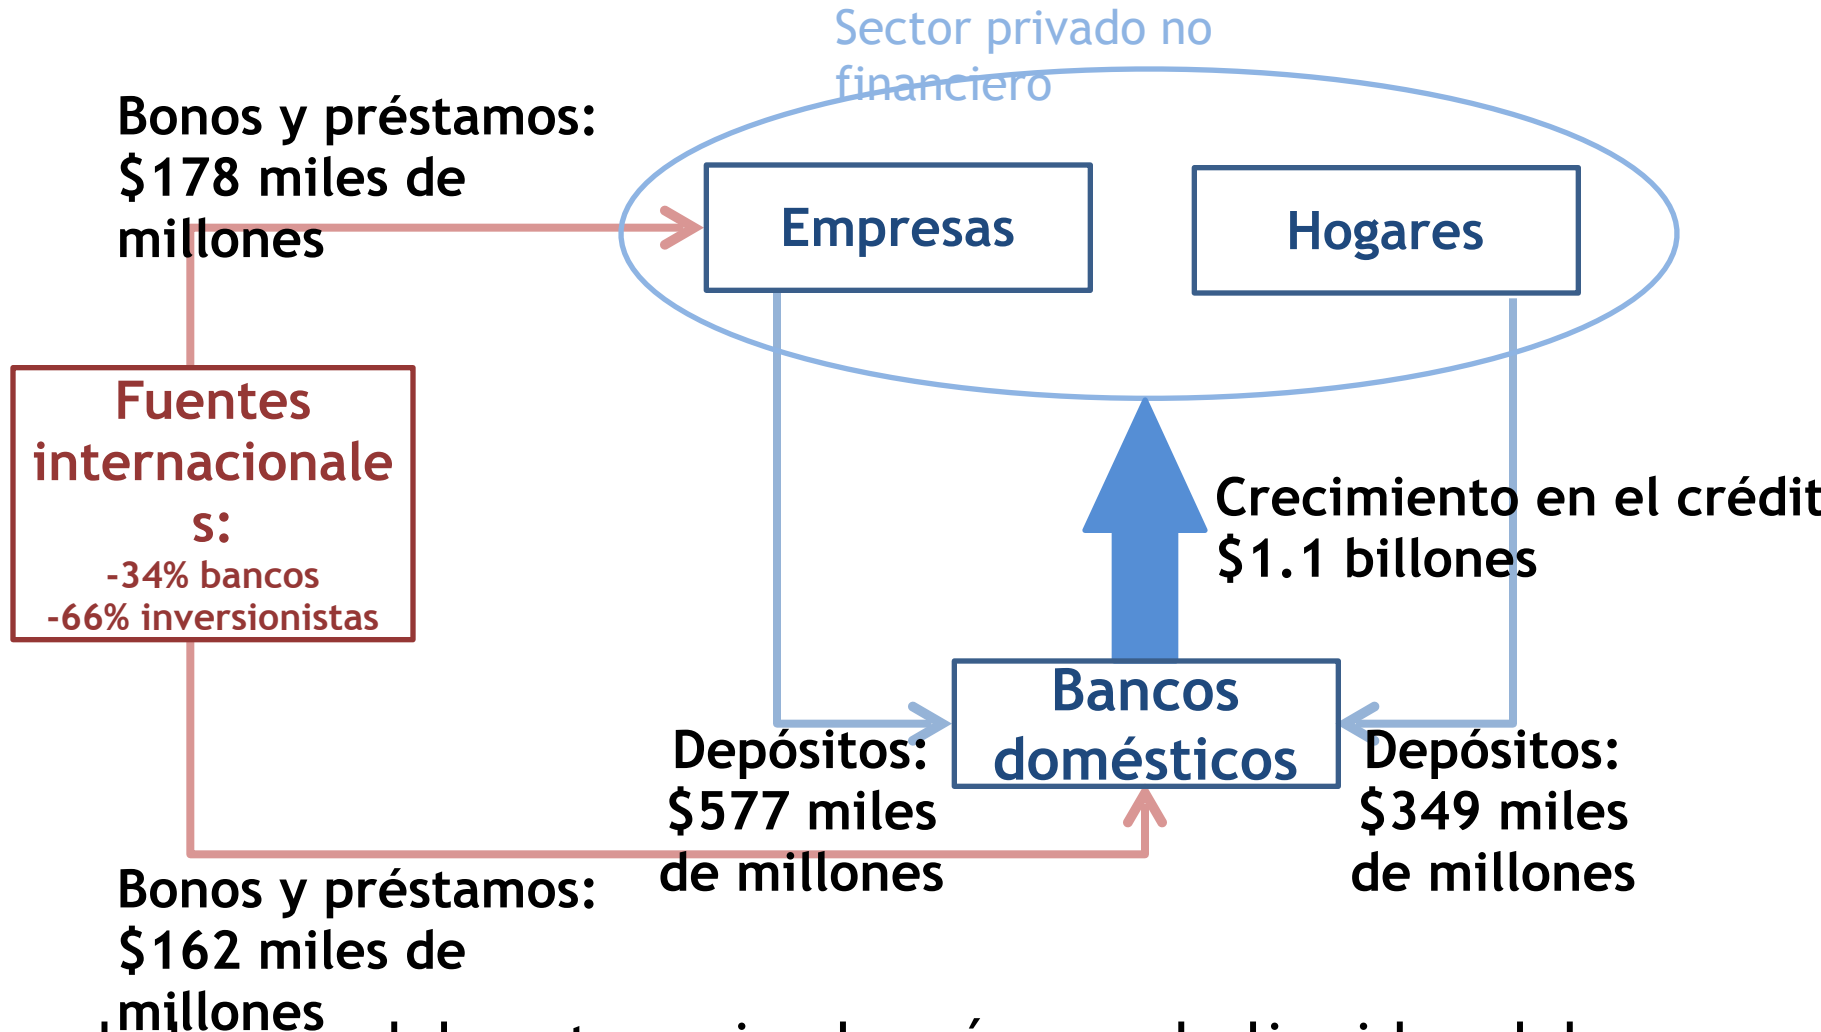 Sector privado no
financiero
Bonos y préstamos:
$178 miles de
millones
Empresas
Hogares
Fuentes
internacionale
s:
-34% bancos
-66% inversionistas
Crecimiento en el crédit
$1.1 billones
Bancos
domésticos
Depósitos:
$577 miles
de millones
Depósitos:
$349 miles
de millones
Bonos y préstamos:
$162 miles de
millones